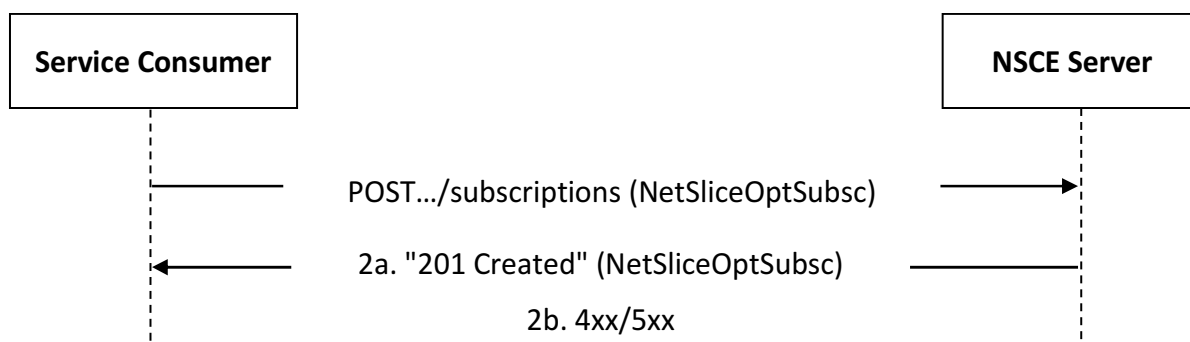 Service Consumer
NSCE Server
POST…/subscriptions (NetSliceOptSubsc)
2a. "201 Created" (NetSliceOptSubsc)
2b. 4xx/5xx